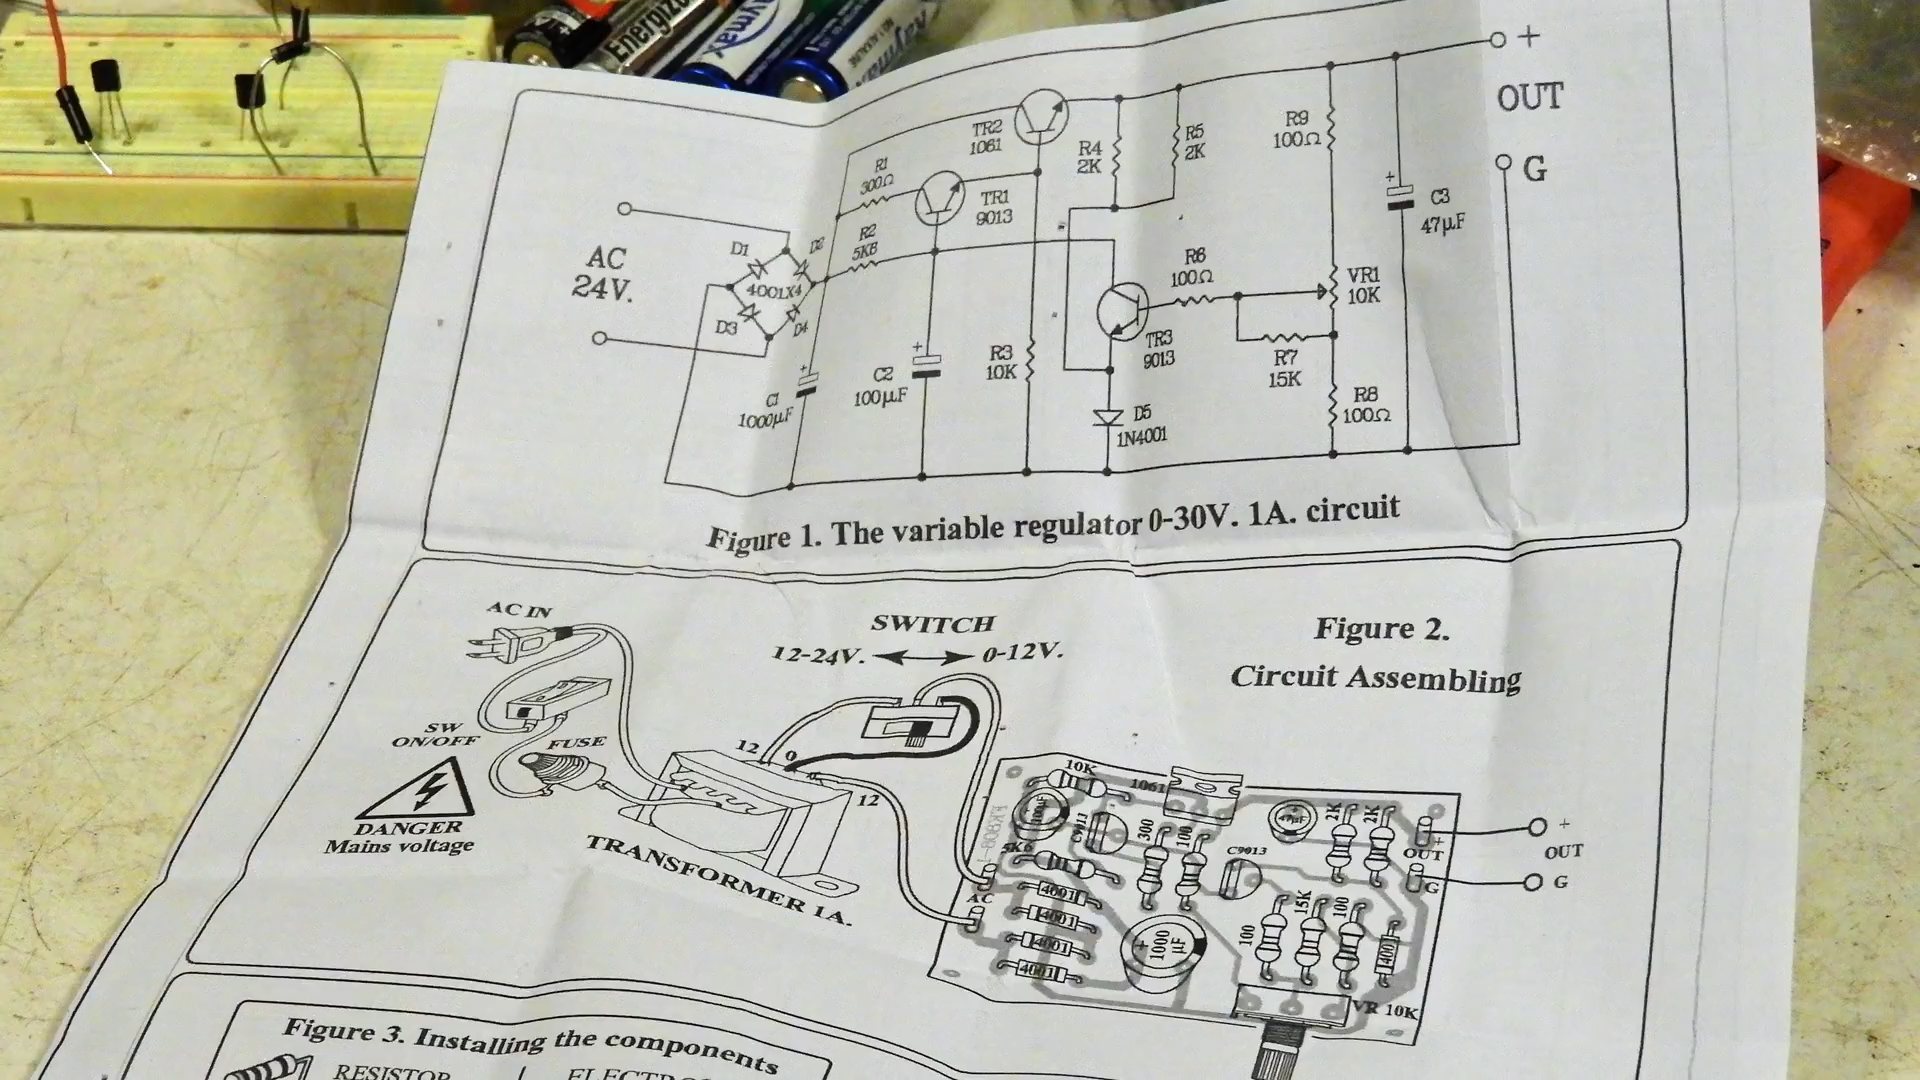 Energizer
AC
24V.
D1
D2
4001X4
D3
D4
R1
300Ω
R2
5K6
C1
1000µF
+
C2
100µF
+
TR1
9013
TR2
1061
R3
10K
R4
2K
R5
2K
TR3
9013
D5
1N4001
R6
100Ω
R7
15K
R9
100Ω
VR1
10K
R8
100Ω
C3
47µF
+
+
OUT
G
Figure 1. The variable regulator 0-30V. 1A. circuit
Figure 2.
Circuit Assembling
AC IN
SW
ON/OFF
FUSE
DANGER
Mains voltage
TRANSFORMER 1A.
SWITCH
12-24V. 0-12V.
12
0
12
10K
1061
100µF
C9013
5K6
300
100
47µF
2K
2K
C9013
OUT
+
G
AC
4001
4001
4001
4001
+
1000
µF
100
15K
100
4001
VR 10K
+
OUT
G
Figure 3. Installing the components
RESISTOR